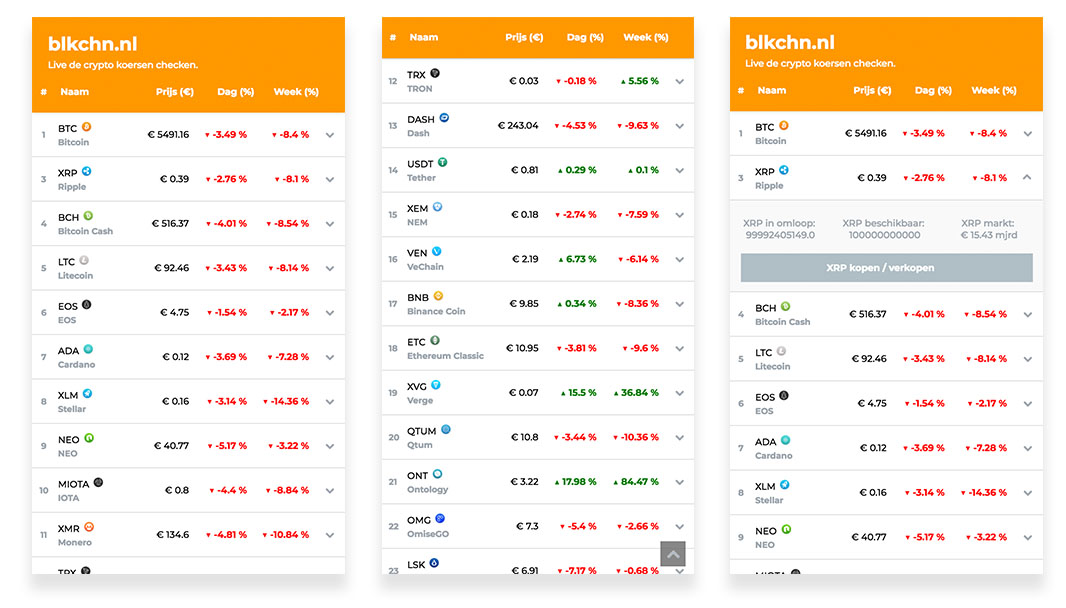 blkchn.nl
Live de crypto koersen checken.
# Naam Prijs (€) Dag (%) Week (%)
1 BTC € 5491.16 ▼ -3.49 % ▼ -8.4 %
Bitcoin
3 XRP € 0.39 ▼ -2.76 % ▼ -8.1 %
Ripple
4 BCH € 516.37 ▼ -4.01 % ▼ -8.54 %
Bitcoin Cash
5 LTC € 92.46 ▼ -3.43 % ▼ -8.14 %
Litecoin
6 EOS € 4.75 ▼ -1.54 % ▼ -2.17 %
EOS
7 ADA € 0.12 ▼ -3.69 % ▼ -7.28 %
Cardano
8 XLM € 0.16 ▼ -3.14 % ▼ -14.36 %
Stellar
9 NEO € 40.77 ▼ -5.17 % ▼ -3.22 %
NEO
10 MIOTA € 0.8 ▼ -4.4 % ▼ -8.84 %
IOTA
11 XMR € 134.6 ▼ -4.81 % ▼ -10.84 %
Monero
TRX
# Naam Prijs (€) Dag (%) Week (%)
12 TRX € 0.03 ▼ -0.18 % ▲ 5.56 %
TRON
13 DASH € 243.04 ▼ -4.53 % ▼ -9.63 %
Dash
14 USDT € 0.81 ▲ 0.29 % ▲ 0.1 %
Tether
15 XEM € 0.18 ▼ -2.74 % ▼ -7.59 %
NEM
16 VEN € 2.19 ▲ 6.73 % ▼ -6.14 %
VeChain
17 BNB € 9.85 ▲ 0.34 % ▼ -8.36 %
Binance Coin
18 ETC € 10.95 ▼ -3.81 % ▼ -9.6 %
Ethereum Classic
19 XVG € 0.07 ▲ 15.5 % ▲ 36.84 %
Verge
20 QTUM € 10.8 ▼ -3.44 % ▼ -10.36 %
Qtum
21 ONT € 3.22 ▲ 17.98 % ▲ 84.47 %
Ontology
22 OMG € 7.3 ▼ -5.4 % ▼ -2.66 %
OmiseGO
23 LSK € 6.91 ▼ -7.17 % ▼ -0.68 %
blkchn.nl
Live de crypto koersen checken.
# Naam Prijs (€) Dag (%) Week (%)
1 BTC € 5491.16 ▼ -3.49 % ▼ -8.4 %
Bitcoin
3 XRP € 0.39 ▼ -2.76 % ▼ -8.1 %
Ripple
XRP in omloop: XRP beschikbaar: XRP markt:
99992405149.0 100000000000 € 15.43 mjrd
XRP kopen / verkopen
4 BCH € 516.37 ▼ -4.01 % ▼ -8.54 %
Bitcoin Cash
5 LTC € 92.46 ▼ -3.43 % ▼ -8.14 %
Litecoin
6 EOS € 4.75 ▼ -1.54 % ▼ -2.17 %
EOS
7 ADA € 0.12 ▼ -3.69 % ▼ -7.28 %
Cardano
8 XLM € 0.16 ▼ -3.14 % ▼ -14.36 %
Stellar
9 NEO € 40.77 ▼ -5.17 % ▼ -3.22 %
NEO
MIOTA